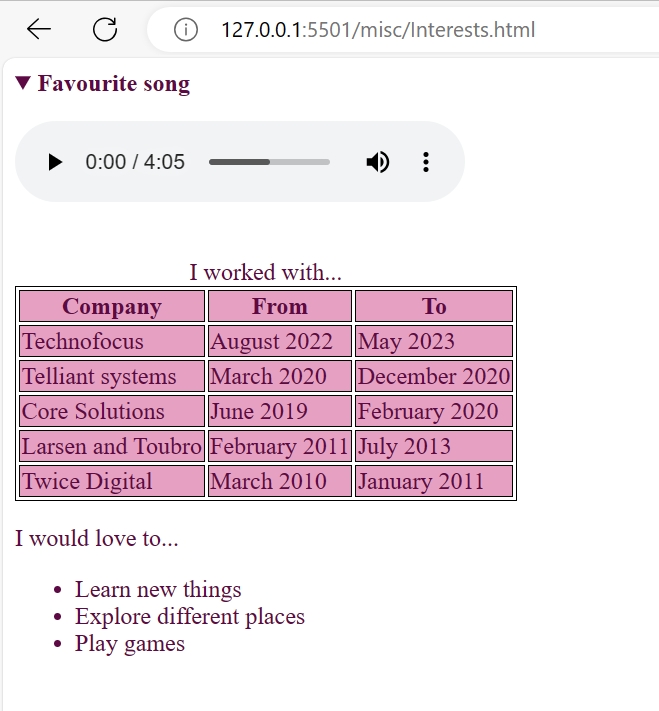 127.0.0.1:5501/misc/Interests.html
Favourite song
0:00 / 4:05
I worked with...
Company From To
Technofocus August 2022 May 2023
Telliant systems March 2020 December 2020
Core Solutions June 2019 February 2020
Larsen and Toubro February 2011 July 2013
Twice Digital March 2010 January 2011
I would love to...
• Learn new things
• Explore different places
• Play games